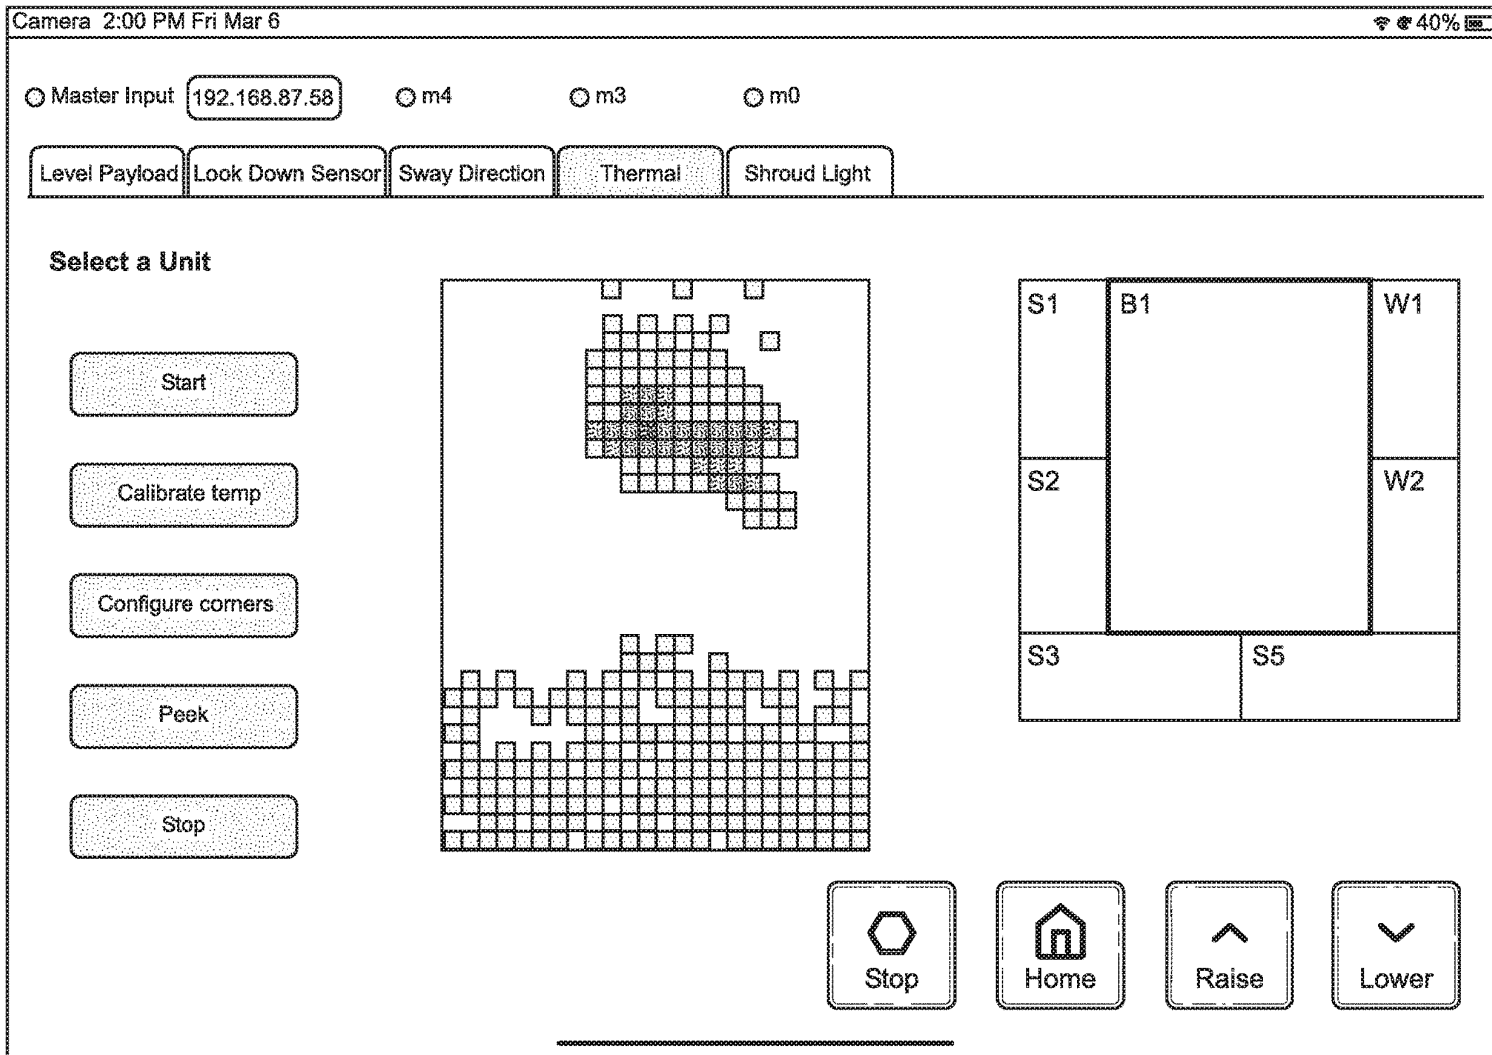 Camera 2:00 PM Fri Mar 6 40%
Master Input 192.168.87.58 m4 m3 m0
Level Payload Look Down Sensor Sway Direction Thermal Shroud Light
Select a Unit
Start
Calibrate temp
Configure corners
Peek
Stop
S1 B1 W1
S2 W2
S3 S5
Stop Home Raise Lower